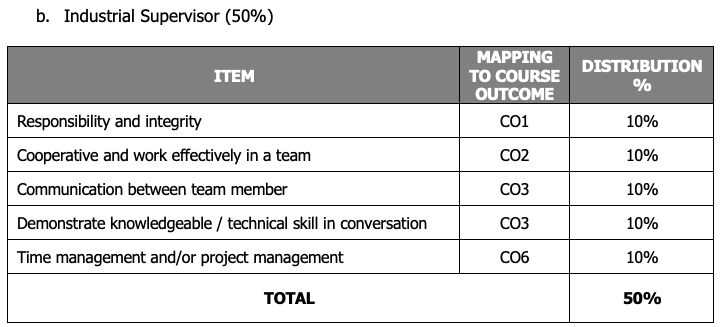 b. Industrial Supervisor (50%)
ITEM
MAPPING
TO COURSE
OUTCOME
DISTRIBUTION
%
Responsibility and integrity CO1 10%
Cooperative and work effectively in a team CO2 10%
Communication between team member CO3 10%
Demonstrate knowledgeable / technical skill in conversation CO3 10%
Time management and/or project management CO6 10%
TOTAL 50%